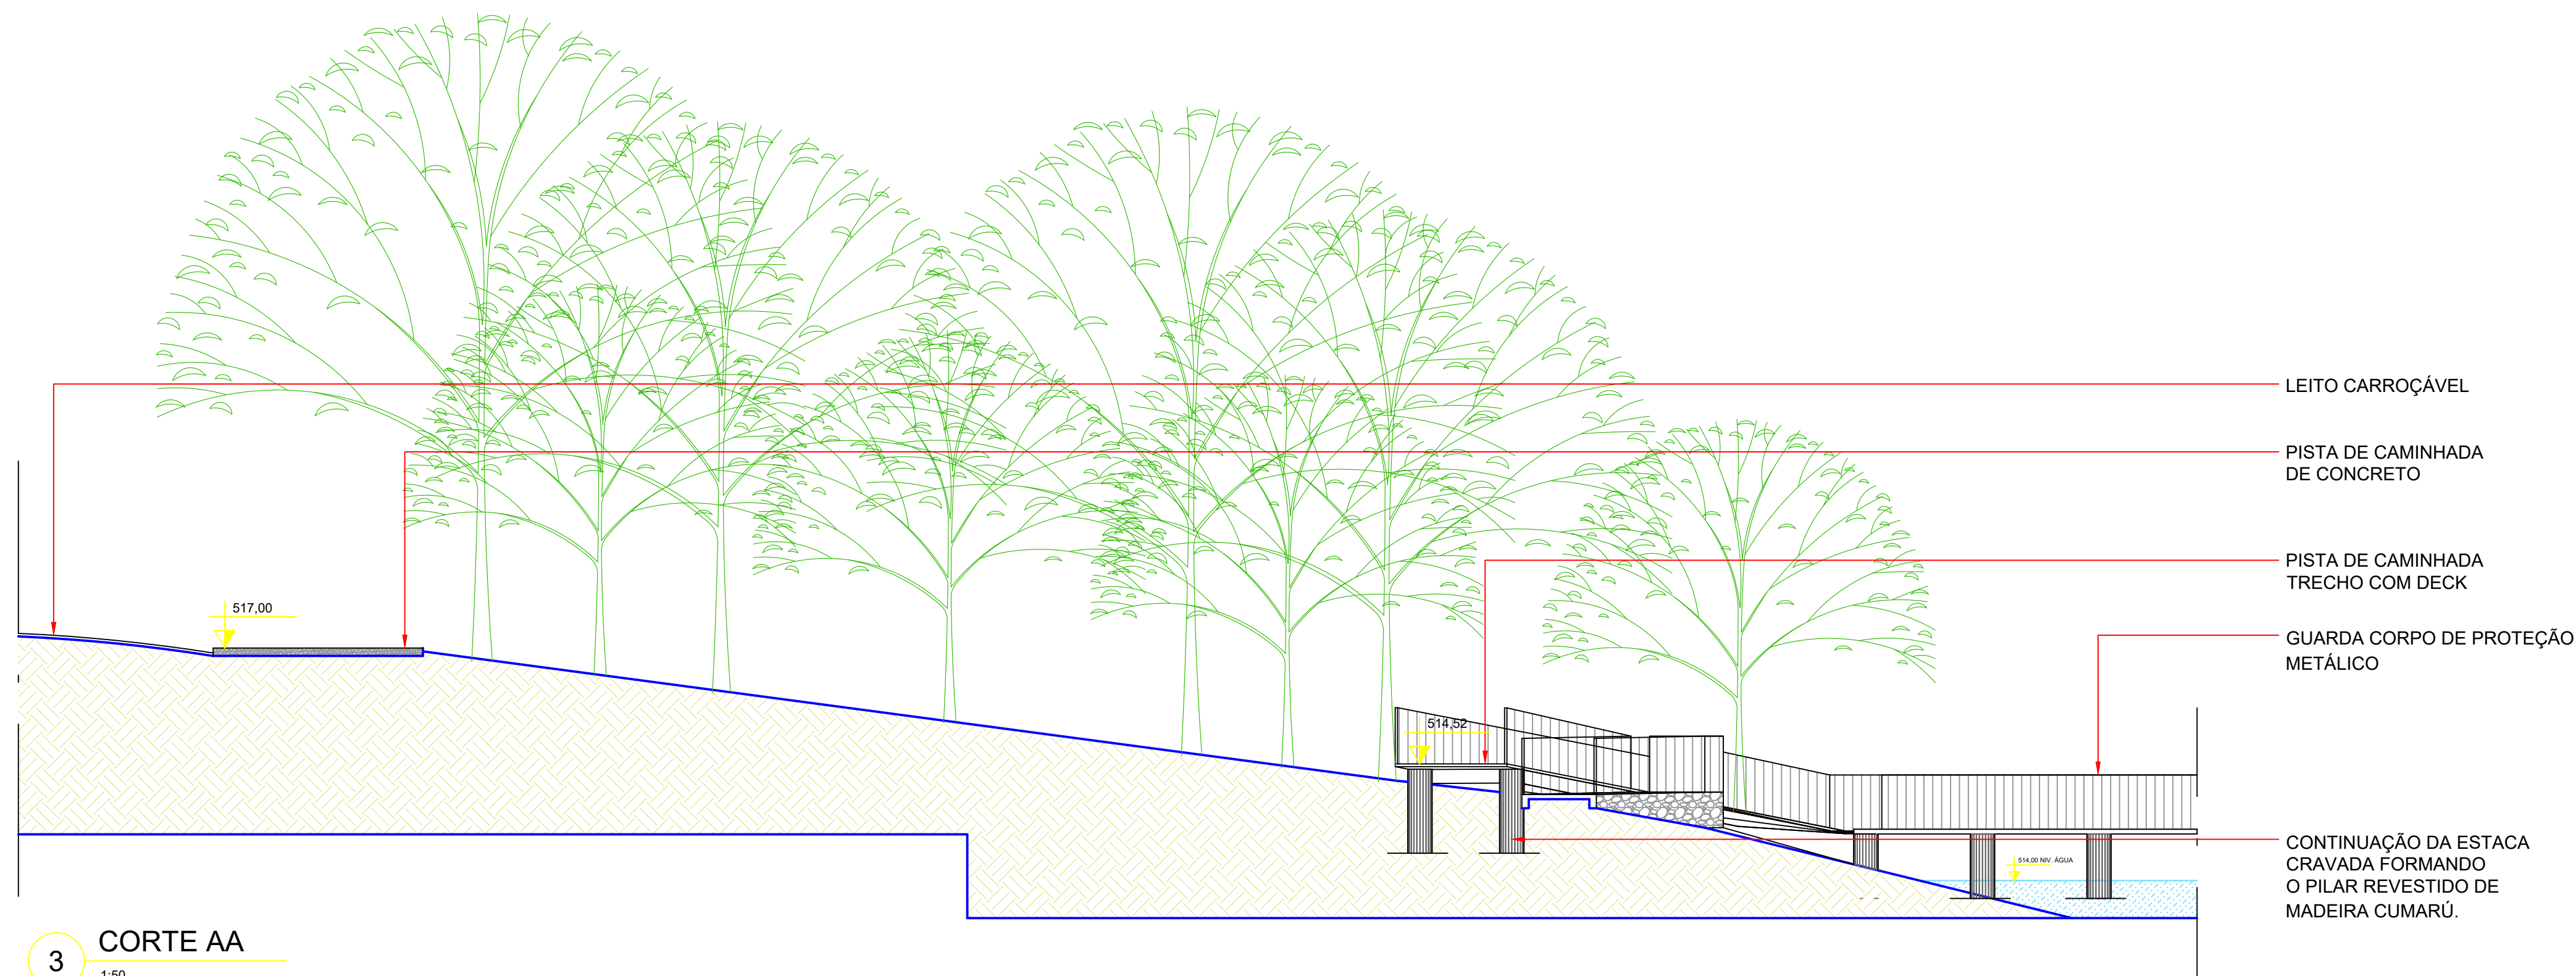 LEITO CARROÇÁVEL
PISTA DE CAMINHADA
DE CONCRETO
PISTA DE CAMINHADA
TRECHO COM DECK
517,00
GUARDA CORPO DE PROTEÇÃO
METÁLICO
514,52
CONTINUAÇÃO DA ESTACA
CRAVADA FORMANDO
O PILAR REVESTIDO DE
MADEIRA CUMARÚ.
514,00 NIV. ÁGUA
3
CORTE AA
1:50